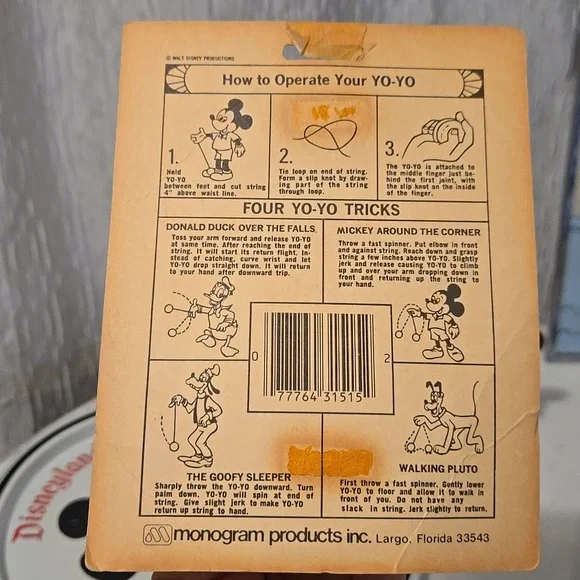 © WALT DISNEY PRODUCTIONS
How to Operate Your YO-YO
1.
Hold
YO-YO
between feet and cut string
4" above waist line.
2.
Tie loop on end of string.
Form a slip knot by draw-
ing part of the string
through loop.
3.
The YO-YO is attached to
the middle finger just be-
hind the first joint, with
the slip knot on the inside
of the finger.
FOUR YO-YO TRICKS
DONALD DUCK OVER THE FALLS
Toss your arm forward and release YO-YO
at same time. After reaching the end of
string. It will start its return flight. In-
stead of catching, curve wrist and let
YO-YO drop straight down. It will return
to your hand after downward trip.
MICKEY AROUND THE CORNER
Throw a fast spinner. Put elbow in front
and against string. Reach down and grasp
string a few inches above YO-YO. Slightly
jerk and release causing YO-YO to climb
up and over your arm dropping down in
front and returning up the string to
your hand.
0
77764 31515
2
THE GOOFY SLEEPER
Sharply throw the YO-YO downward. Turn
palm down. YO-YO will spin at end of
string. Give slight jerk to make YO-YO
return up string to hand.
WALKING PLUTO
First throw a fast spinner. Gently lower
YO-YO to floor and allow it to walk in
front of you. Do not have any
slack in string. Jerk slightly to return.
monogram products inc. Largo, Florida 33543
Disneyland